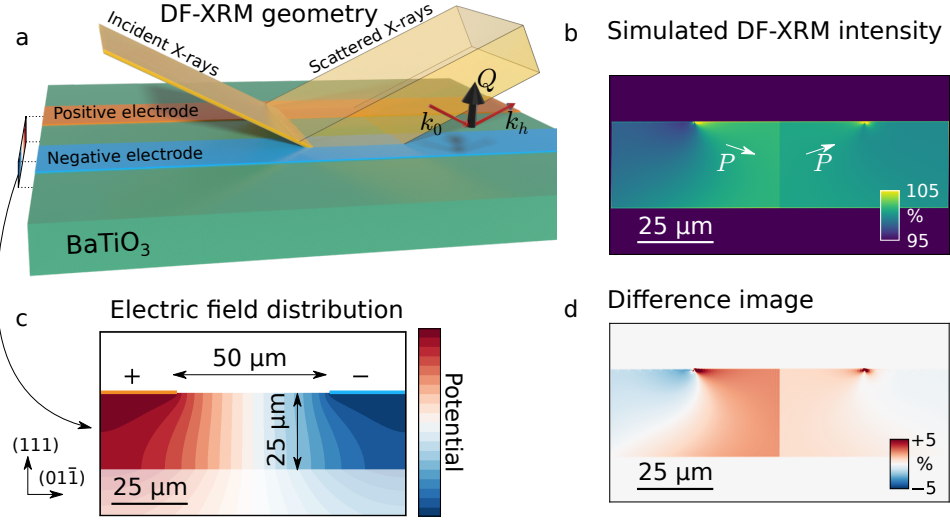 DF-XRM geometry
a
Incident X-rays
Scattered X-rays
Q
k₀
kₕ
Positive electrode
Negative electrode
BaTiO₃
b
Simulated DF-XRM intensity
P
P
105
%
95
25 µm
c
Electric field distribution
50 µm
+
−
25 µm
Potential
(111)
(011̄)
25 µm
d
Difference image
+5
%
−5
25 µm